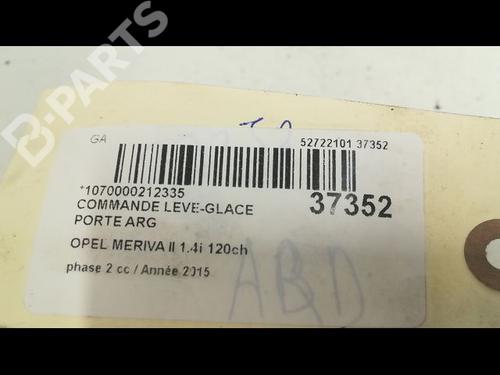 B-PARTS
GA
52722101 37352
*1070000212335
COMMANDE LEVE-GLACE
PORTE ARG
37352
OPEL MERIVA II 1.4i 120ch
phase 2 cc / Année 2015